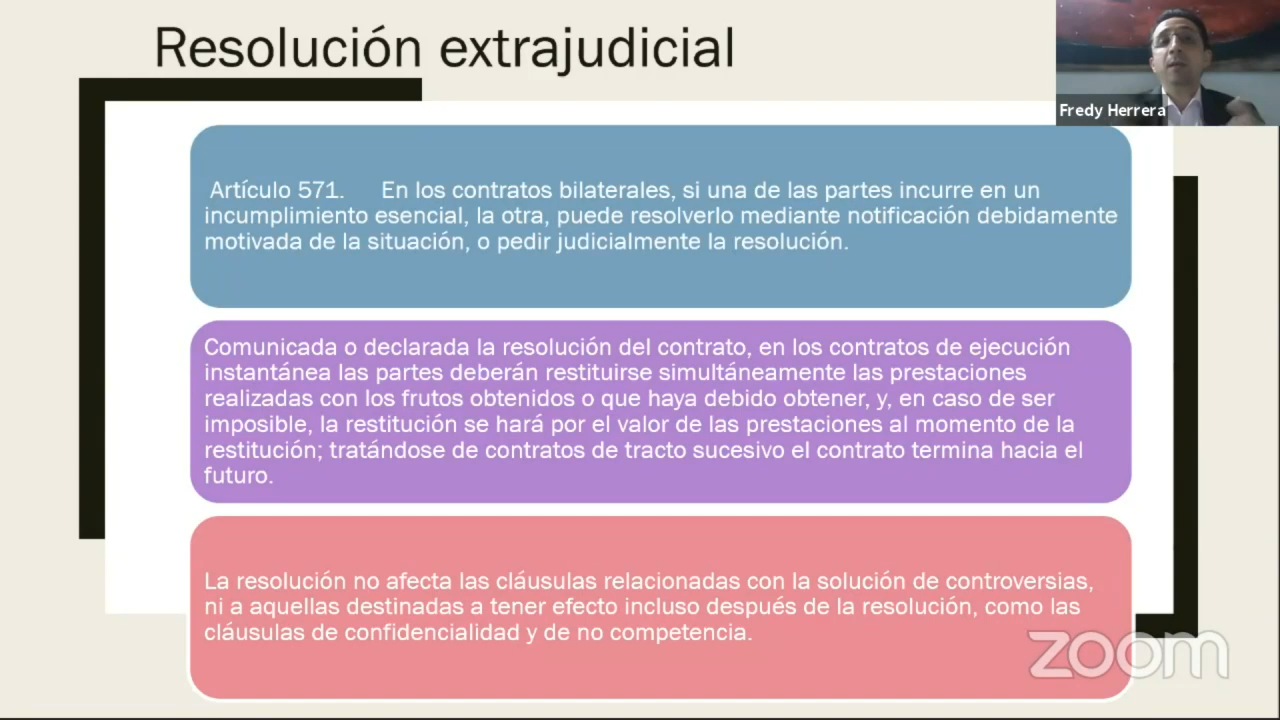 Resolución extrajudicial
Fredy Herrera
Artículo 571. En los contratos bilaterales, si una de las partes incurre en un
incumplimiento esencial, la otra, puede resolverlo mediante notificación debidamente
motivada de la situación, o pedir judicialmente la resolución.
Comunicada o declarada la resolución del contrato, en los contratos de ejecución
instantánea las partes deberán restituirse simultáneamente las prestaciones
realizadas con los frutos obtenidos o que haya debido obtener, y, en caso de ser
imposible, la restitución se hará por el valor de las prestaciones al momento de la
restitución; tratándose de contratos de tracto sucesivo el contrato termina hacia el
futuro.
La resolución no afecta las cláusulas relacionadas con la solución de controversias,
ni a aquellas destinadas a tener efecto incluso después de la resolución, como las
cláusulas de confidencialidad y de no competencia.
zoom